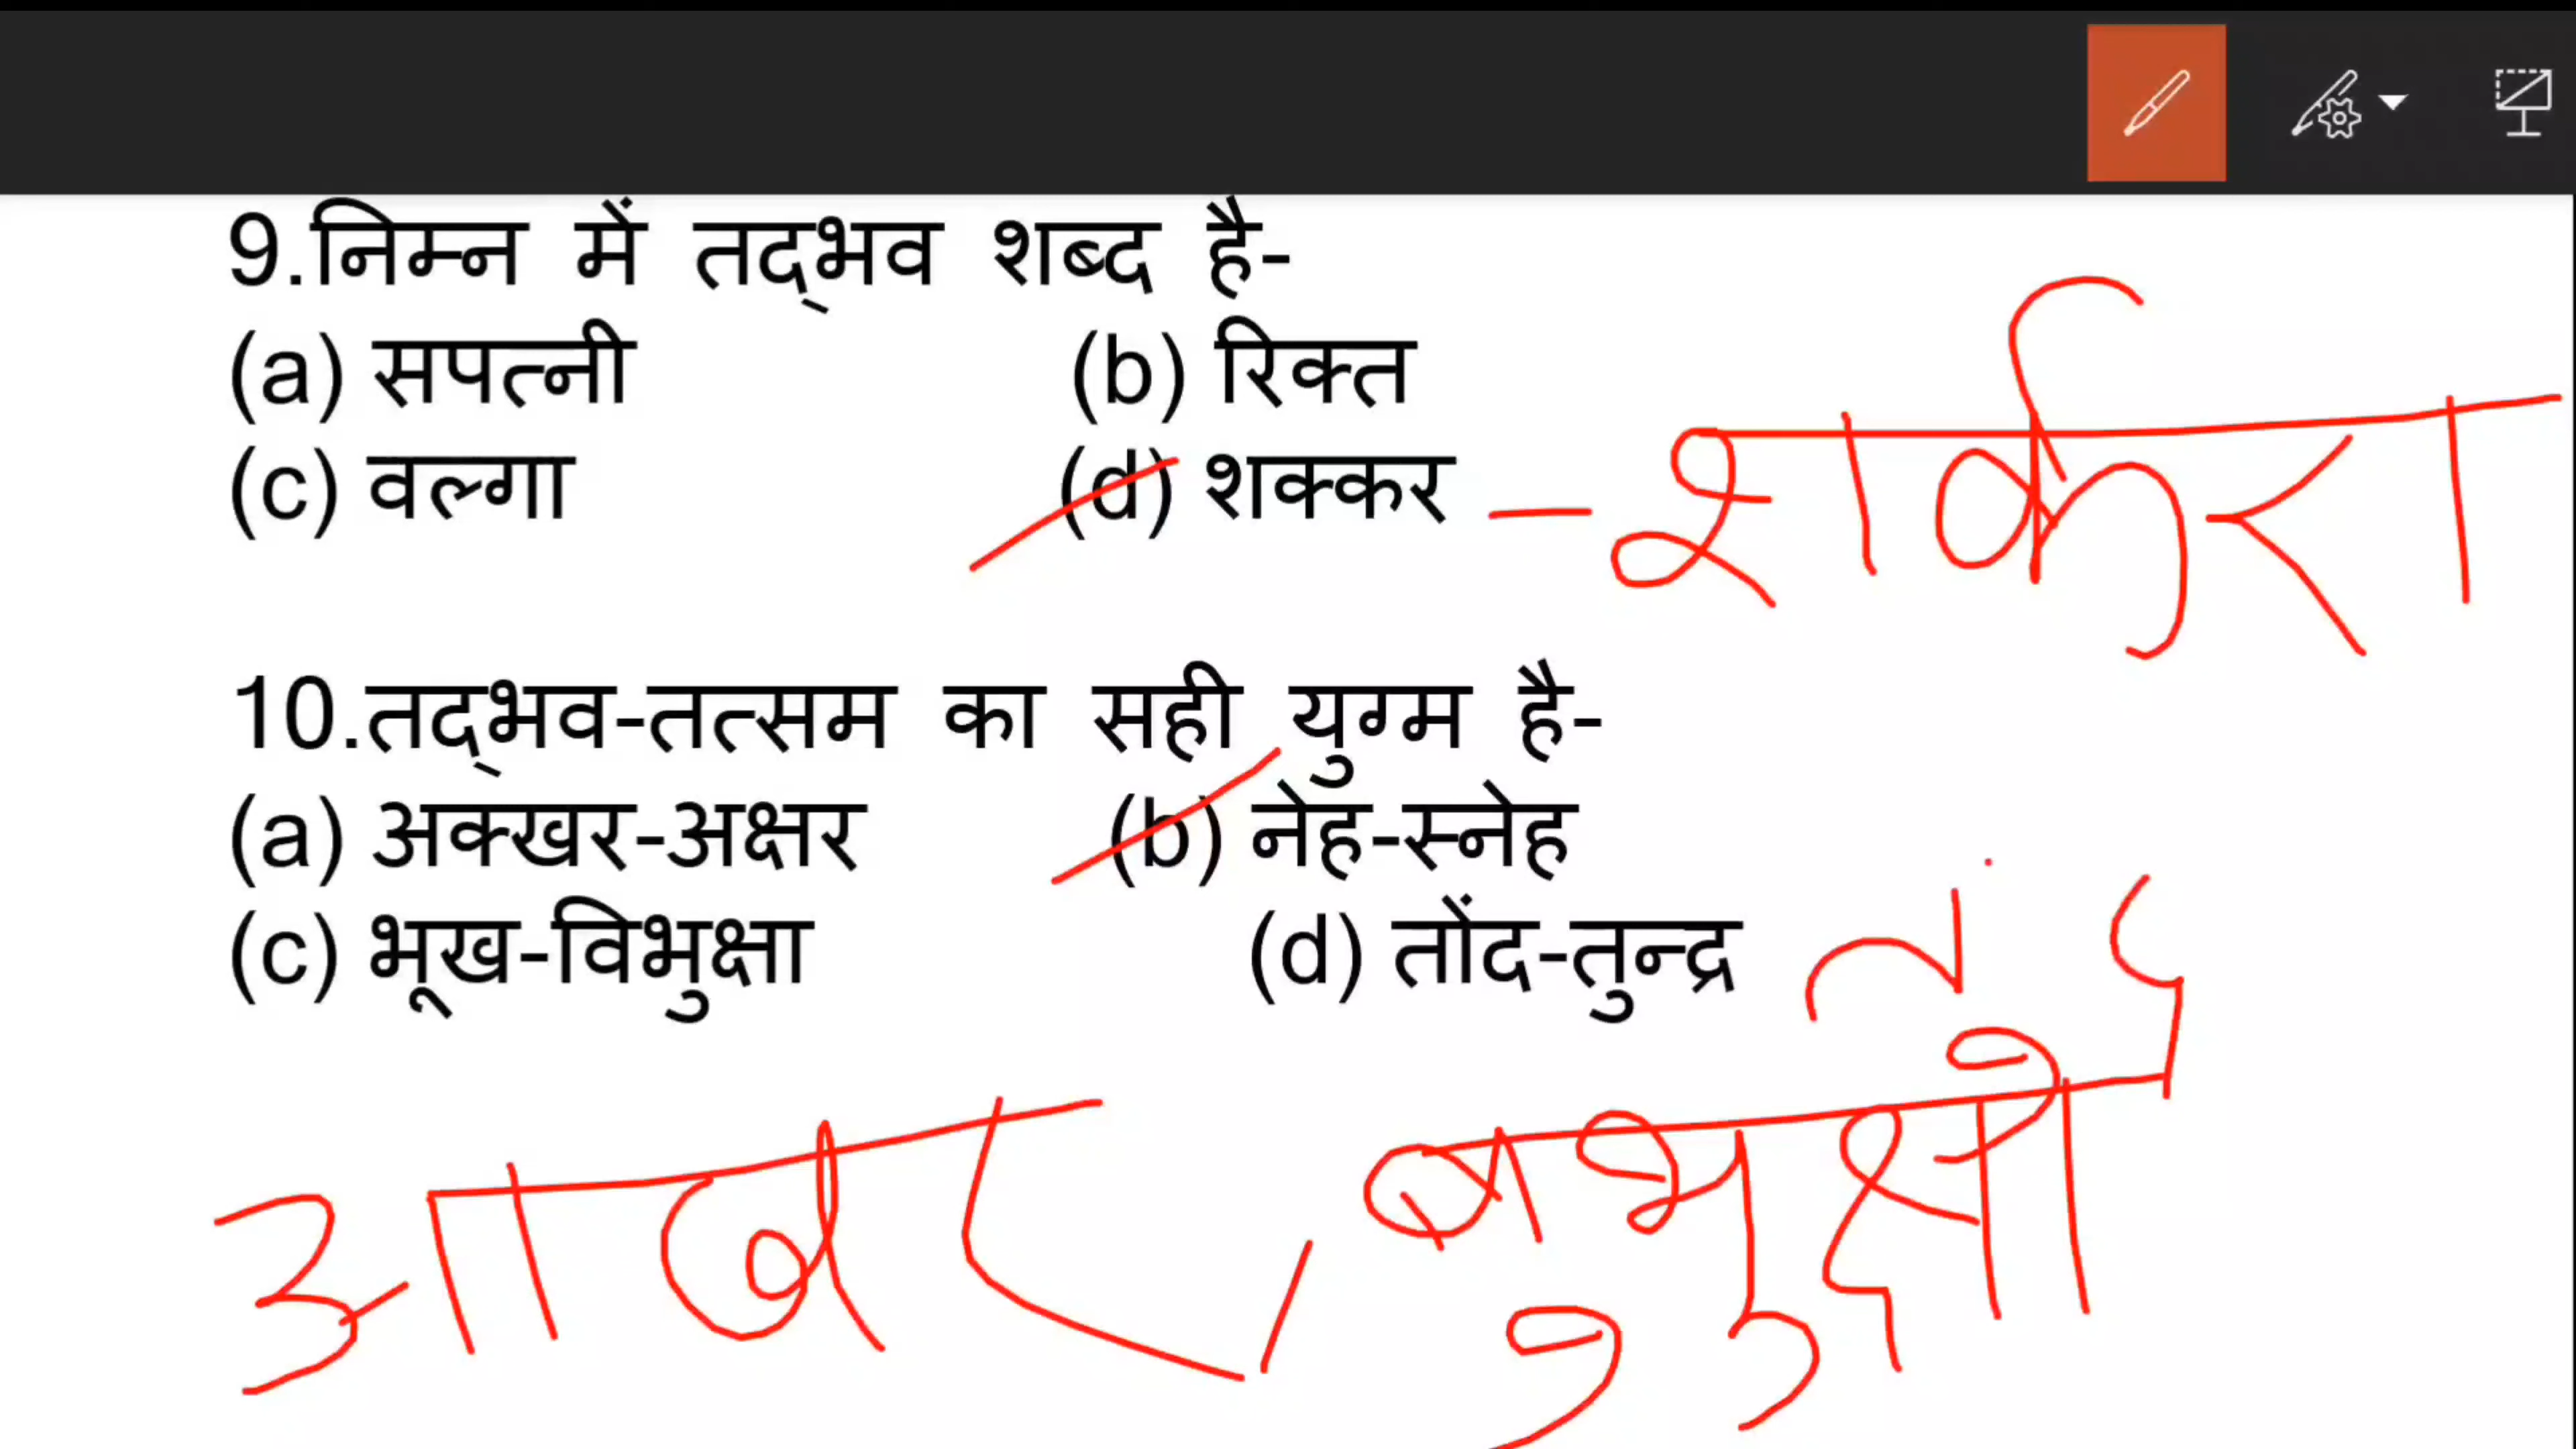 9.निम्न में तद्भव शब्द है-
(a) सपत्नी (b) रिक्त
(c) वल्गा (d) शक्कर – शर्करा
10.तद्भव-तत्सम का सही युग्म है-
(a) अक्खर-अक्षर (b) नेह-स्नेह
(c) भूख-विभुक्षा (d) तोंद-तुन्द्र